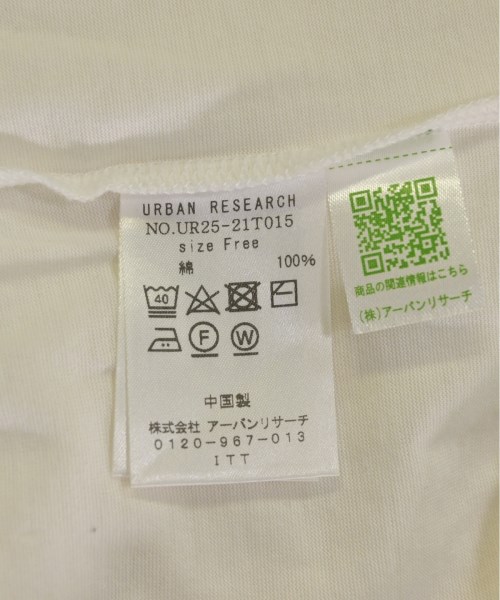 URBAN RESEARCH
NO.UR25-21T015
size Free
綿 100%
40
F W
中国製
株式会社 アーバンリサーチ
0120-967-013
ITT
商品の関連情報はこちら
(株)アーバンリサーチ